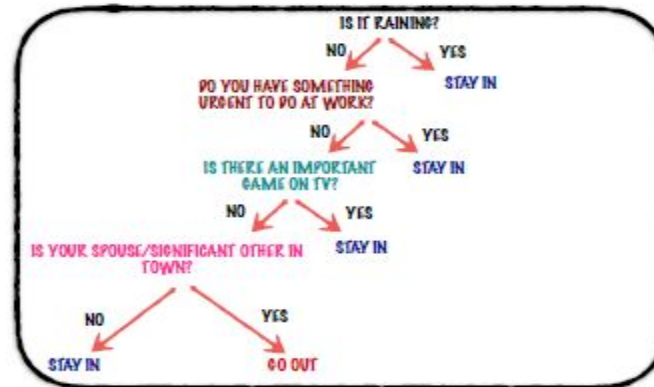 IS IT RAINING?
NO YES
DO YOU HAVE SOMETHING
URGENT TO DO AT WORK?
STAY IN
NO YES
IS THERE AN IMPORTANT
GAME ON TV?
STAY IN
NO YES
IS YOUR SPOUSE/SIGNIFICANT OTHER IN
TOWN?
STAY IN
NO YES
STAY IN GO OUT